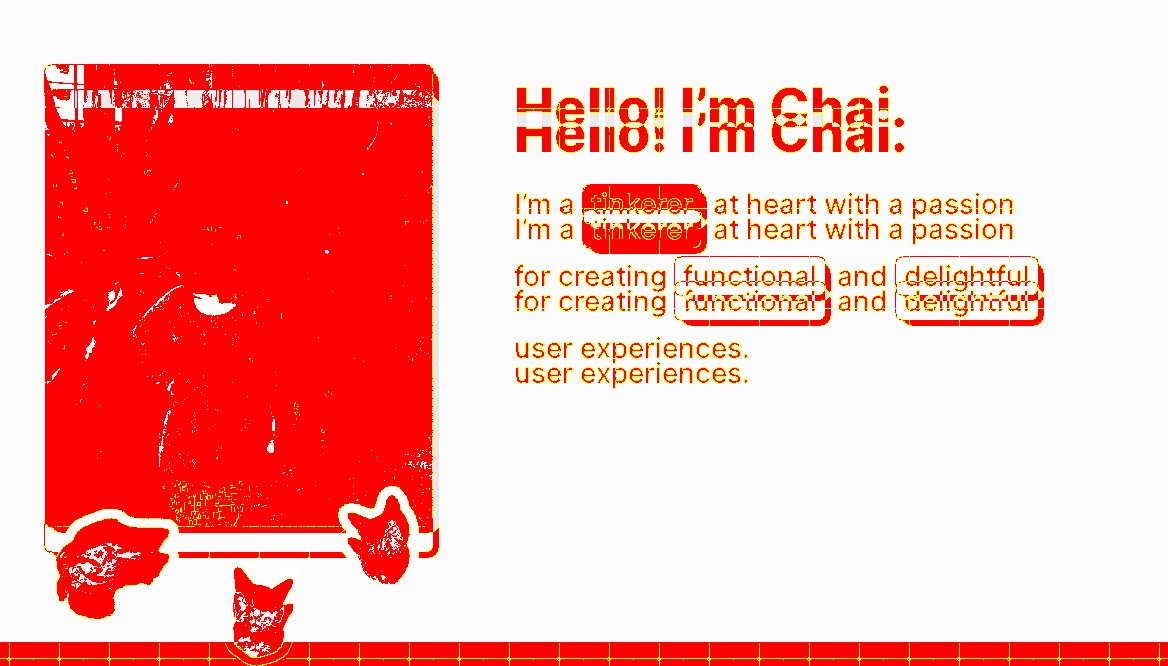 Hello! I'm Chai.
Hello! I'm Chai.
I'm a tinkerer at heart with a passion
I'm a tinkerer at heart with a passion
for creating functional and delightful
for creating functional and delightful
user experiences.
user experiences.